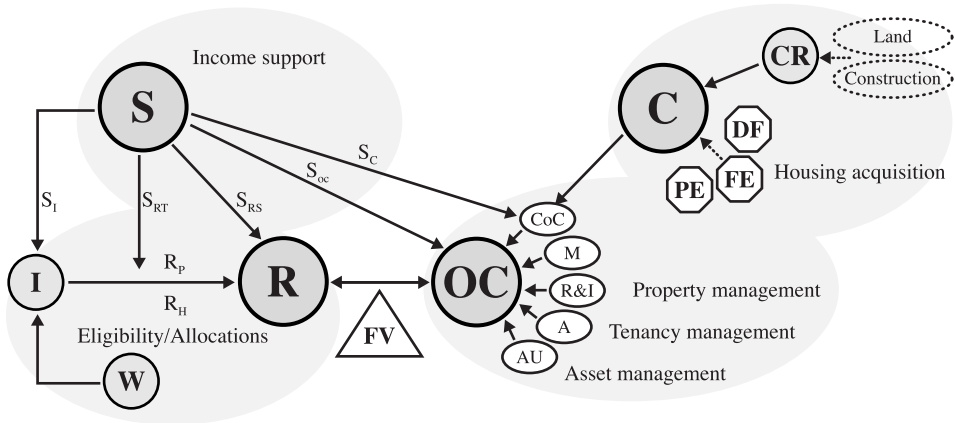 Income support
S
C
CR
Land
Construction
DF
PE
FE
Housing acquisition
S_C
S_oc
S_I
S_RT
S_RS
CoC
I
R_P
R_H
R
OC
M
R&I
A
AU
Property management
Tenancy management
Asset management
Eligibility/Allocations
FV
W